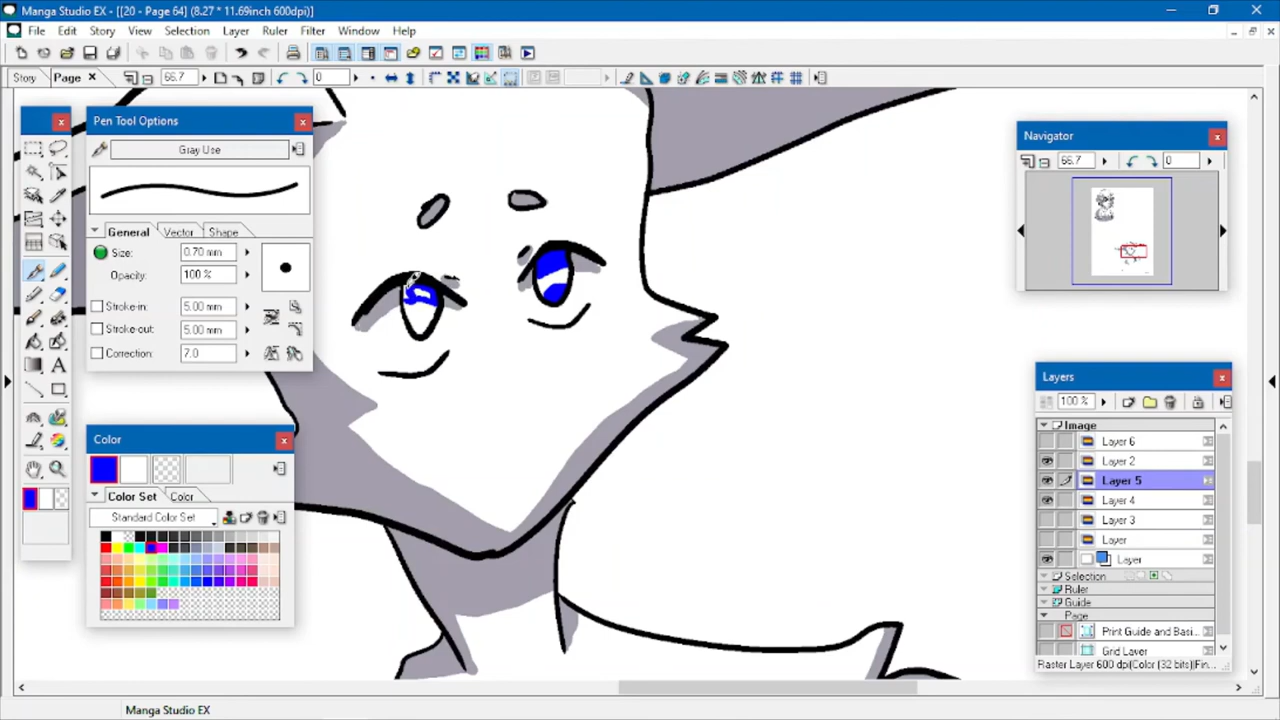 Manga Studio EX - [[20 - Page 64] (8.27 * 11.69inch 600dpi)]
File Edit Story View Selection Layer Ruler Filter Window Help
Story Page 66.7 0
Pen Tool Options
Gray Use
General Vector Shape
Size: 0.70 mm
Opacity: 100 %
Stroke-in: 5.00 mm
Stroke-out: 5.00 mm
Correction: 7.0
Color
Color Set Color
Standard Color Set
Navigator
66.7 0
Layers
100 %
Image
Layer 6
Layer 2
Layer 5
Layer 4
Layer 3
Layer
Layer
Selection
Ruler
Guide
Page
Print Guide and Basi...
Grid Layer
Raster Layer 600 dpi(Color (32 bits)Fin...
Manga Studio EX